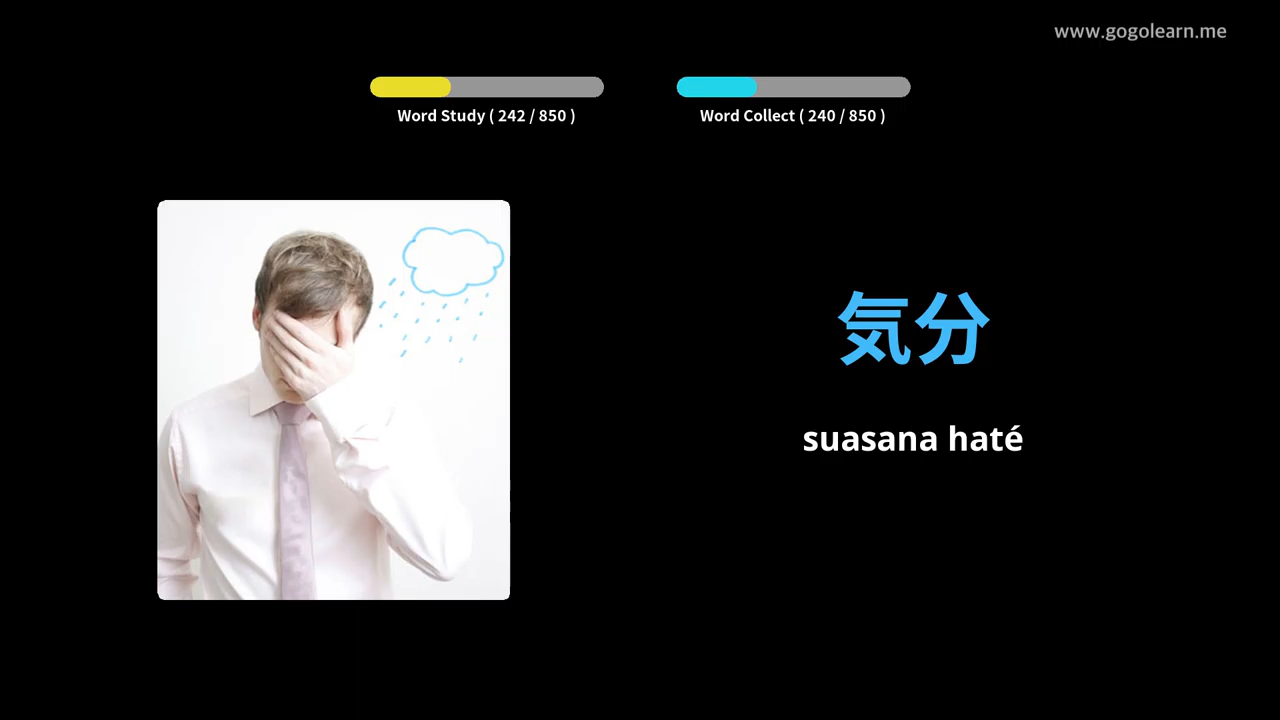 www.gogolearn.me
Word Study ( 242 / 850 )
Word Collect ( 240 / 850 )
気分
suasana haté